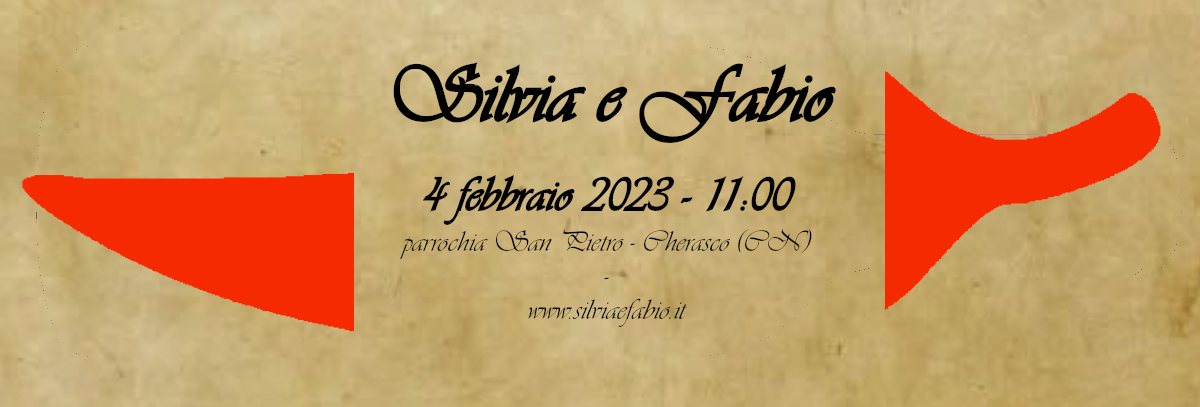 Silvia e Fabio
4 febbraio 2023 - 11:00
parrochia San Pietro - Cherasco (CN)
-
www.silviaefabio.it